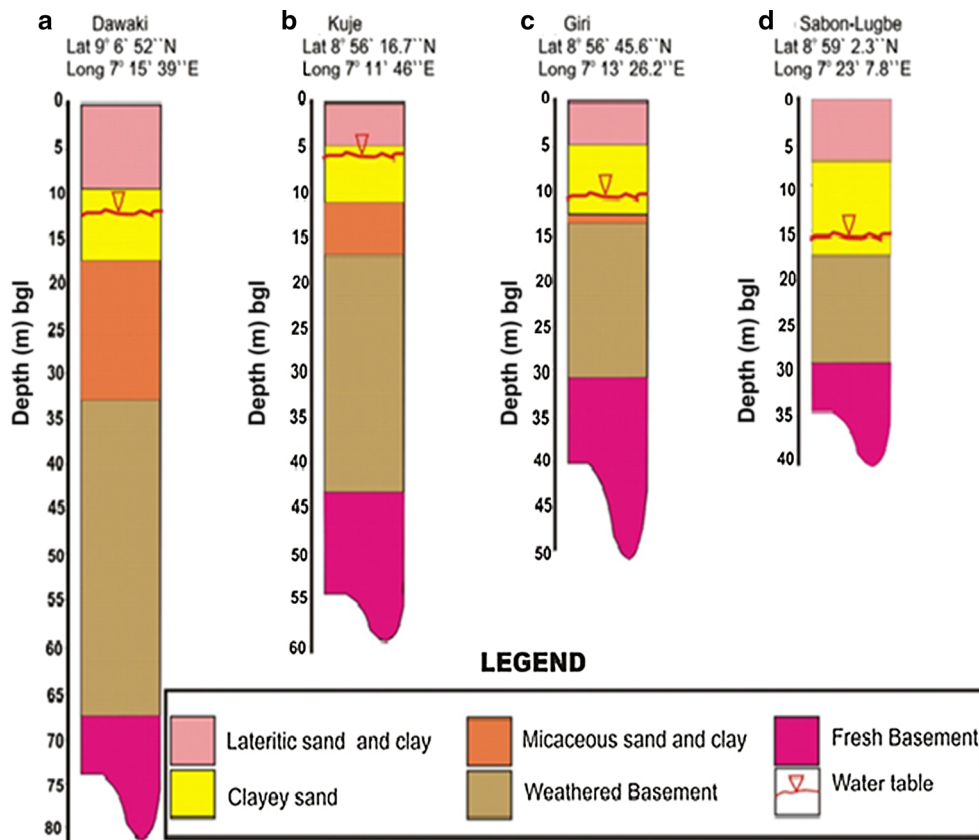 a
Dawaki
Lat 9° 6` 52``N
Long 7° 15` 39``E
Depth (m) bgl
0
5
10
15
20
25
30
35
40
45
50
55
60
65
70
75
80
b
Kuje
Lat 8° 56` 16.7``N
Long 7° 11` 46``E
Depth (m) bgl
0
5
10
15
20
25
30
35
40
45
50
55
60
c
Giri
Lat 8° 56` 45.6``N
Long 7° 13` 26.2``E
Depth (m) bgl
0
5
10
15
20
25
30
35
40
45
50
d
Sabon-Lugbe
Lat 8° 59` 2.3``N
Long 7° 23` 7.8``E
Depth (m) bgl
0
5
10
15
20
25
30
35
40
LEGEND
Lateritic sand and clay
Micaceous sand and clay
Fresh Basement
Clayey sand
Weathered Basement
Water table